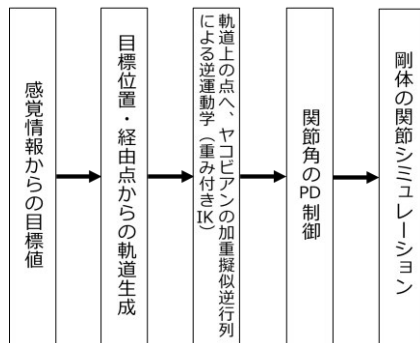 感覚情報からの目標値
目標位置・経由点からの軌道生成
軌道上の点へ、ヤコビアンの加重擬似逆行列
による逆運動学（重み付きIK）
関節角のPD制御
剛体の関節シミュレーション